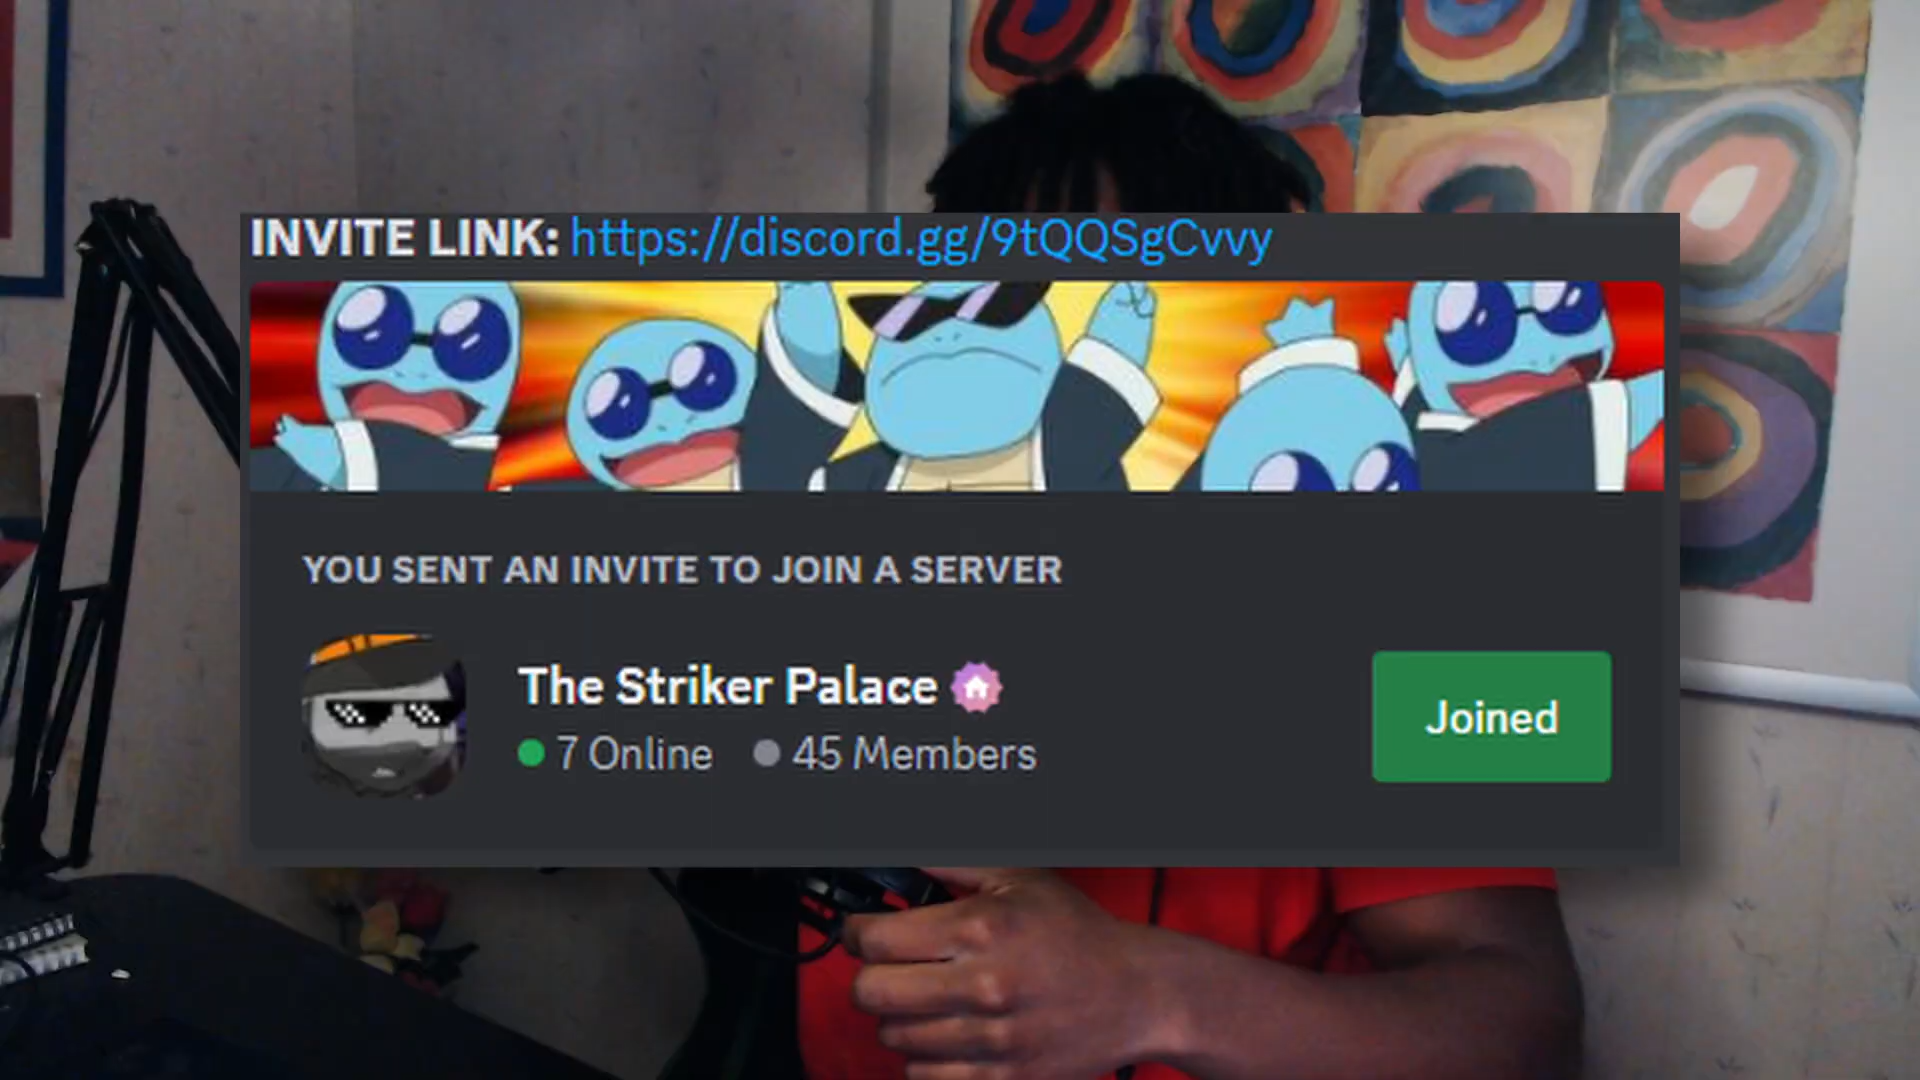 INVITE LINK: https://discord.gg/9tQQSgCvvy
YOU SENT AN INVITE TO JOIN A SERVER
The Striker Palace
7 Online 45 Members
Joined